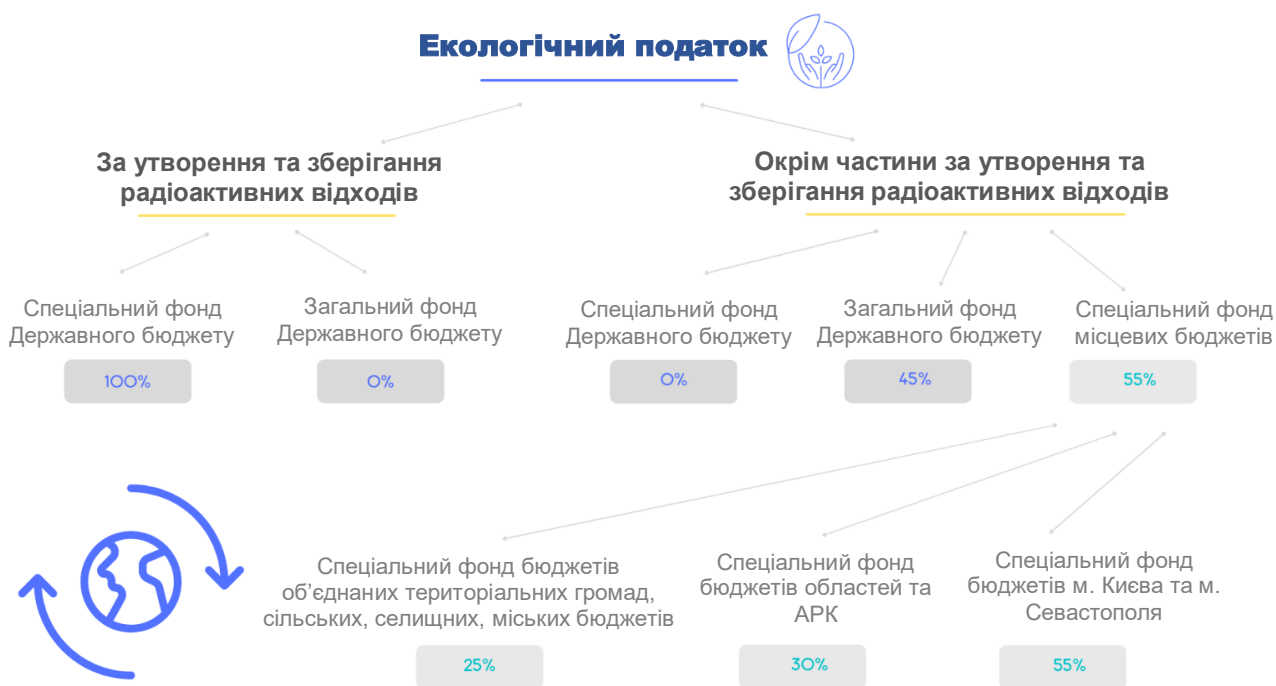 Екологічний податок
За утворення та зберігання
радіоактивних відходів
Окрім частини за утворення та
зберігання радіоактивних відходів
Спеціальний фонд
Державного бюджету
100%
Загальний фонд
Державного бюджету
0%
Спеціальний фонд
Державного бюджету
0%
Загальний фонд
Державного бюджету
45%
Спеціальний фонд
місцевих бюджетів
55%
Спеціальний фонд бюджетів
об’єднаних територіальних громад,
сільських, селищних, міських бюджетів
25%
Спеціальний фонд
бюджетів областей та
АРК
30%
Спеціальний фонд
бюджетів м. Києва та м.
Севастополя
55%